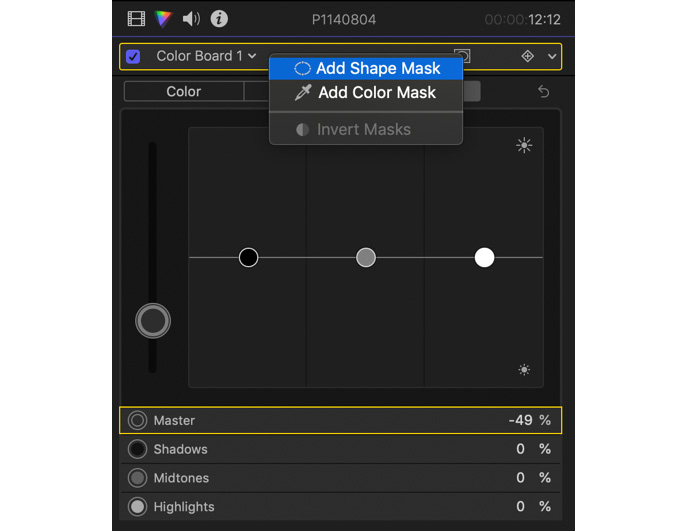 P1140804
00:00:12:12
Color Board 1
Add Shape Mask
Color
Add Color Mask
Invert Masks
Master -49 %
Shadows 0 %
Midtones 0 %
Highlights 0 %